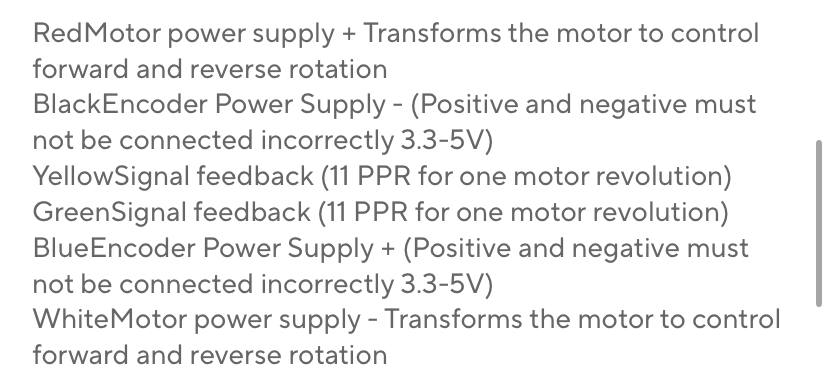 RedMotor power supply + Transforms the motor to control
forward and reverse rotation
BlackEncoder Power Supply - (Positive and negative must
not be connected incorrectly 3.3-5V)
YellowSignal feedback (11 PPR for one motor revolution)
GreenSignal feedback (11 PPR for one motor revolution)
BlueEncoder Power Supply + (Positive and negative must
not be connected incorrectly 3.3-5V)
WhiteMotor power supply - Transforms the motor to control
forward and reverse rotation